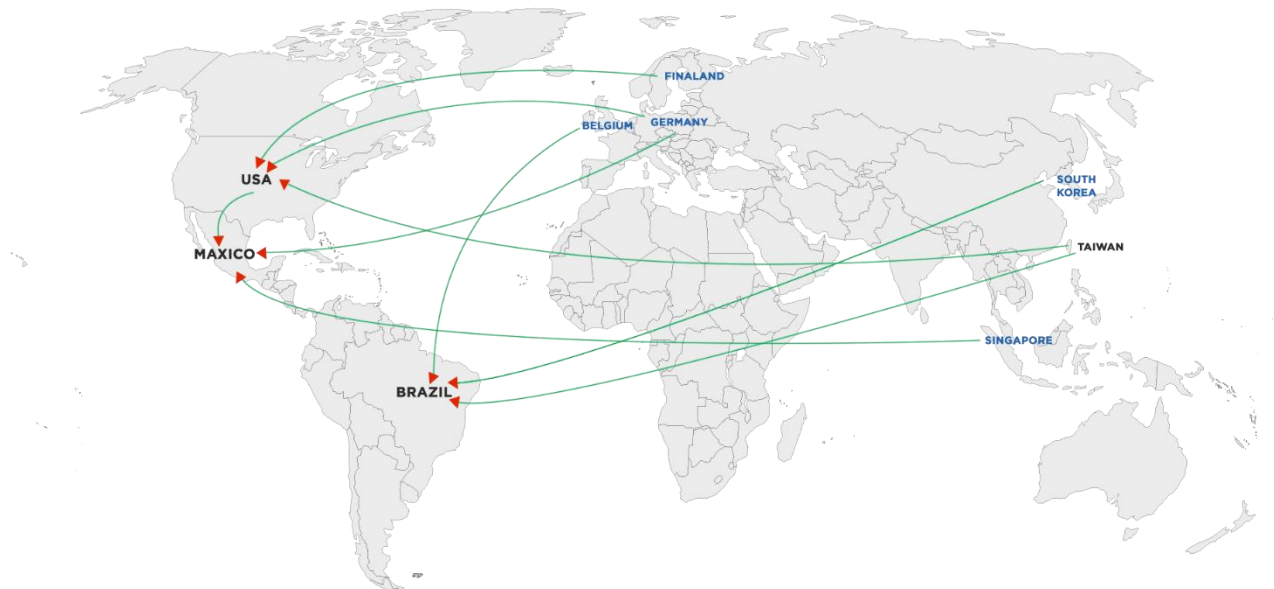 FINALAND
BELGIUM
GERMANY
USA
SOUTH
KOREA
MAXICO
TAIWAN
SINGAPORE
BRAZIL